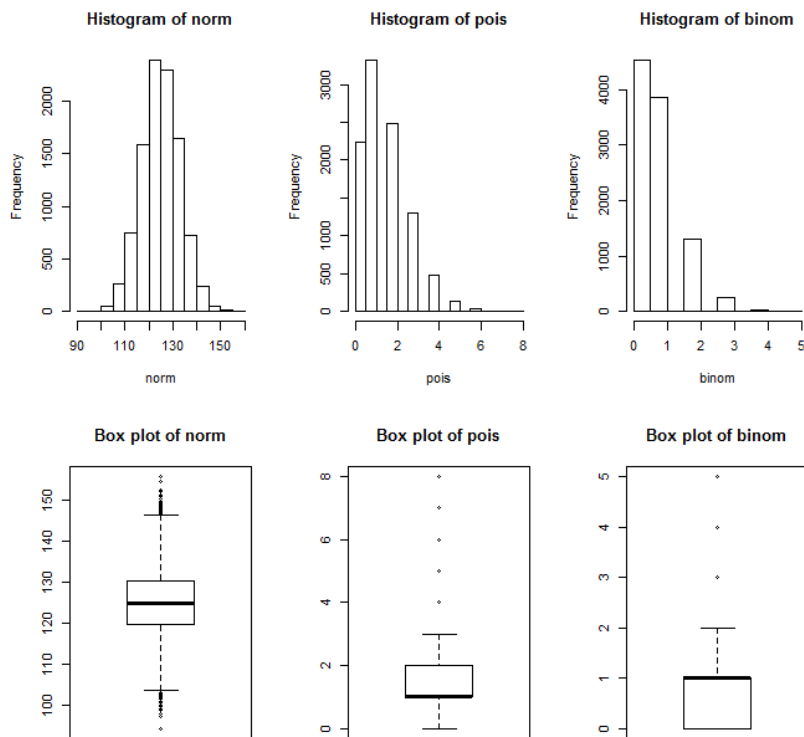 Histogram of norm
Histogram of pois
Histogram of binom
Frequency
0 500 1000 1500 2000
90 110 130 150
norm
Frequency
0 500 1000 2000 3000
0 2 4 6 8
pois
Frequency
0 1000 2000 3000 4000
0 1 2 3 4 5
binom
Box plot of norm
Box plot of pois
Box plot of binom
100 110 120 130 140 150
0 2 4 6 8
0 1 2 3 4 5